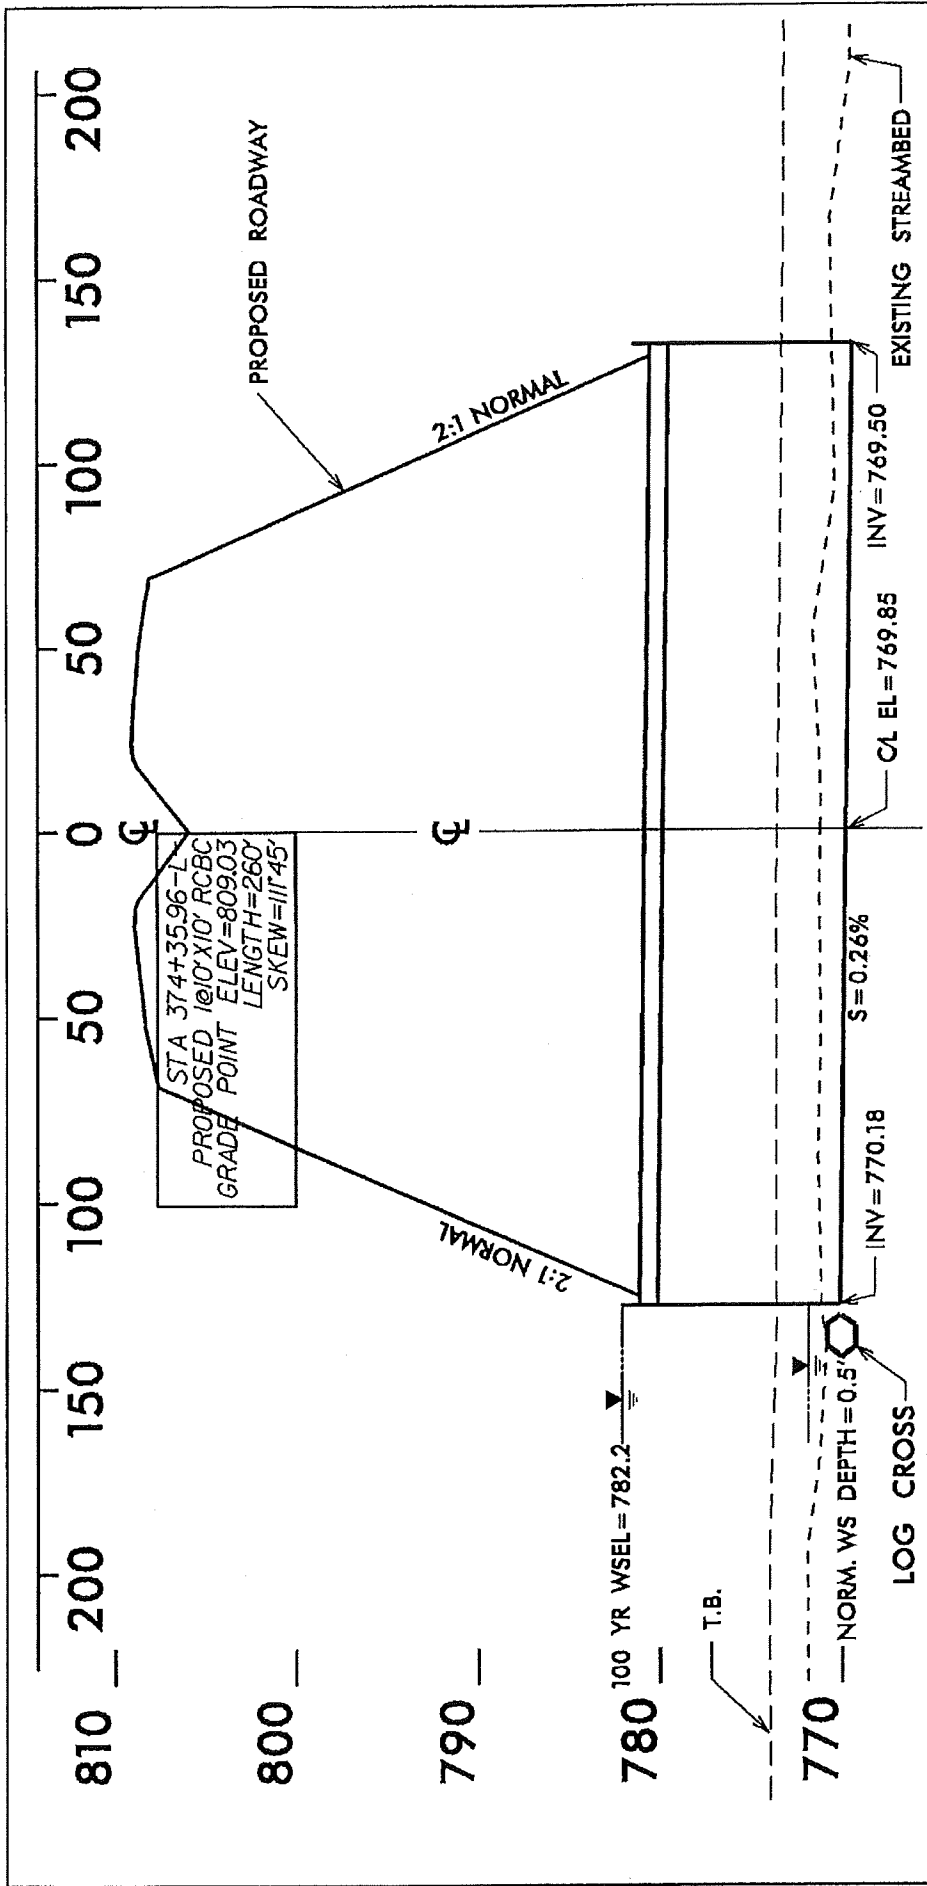 200 150 100 50 0 50 100 150 200
810
800
790
780
770
C̲L
STA 374+35.96-L-
PROPOSED 1@10'X10' RCBC
GRADE POINT ELEV=809.03
LENGTH=260'
SKEW=111°45'
PROPOSED ROADWAY
2:1 NORMAL
2:1 NORMAL
CL
100 YR WSEL=782.2
T.B.
NORM. WS DEPTH=0.5'
LOG CROSS
INV=770.18
S=0.26%
C/L EL=769.85
INV=769.50
EXISTING STREAMBED